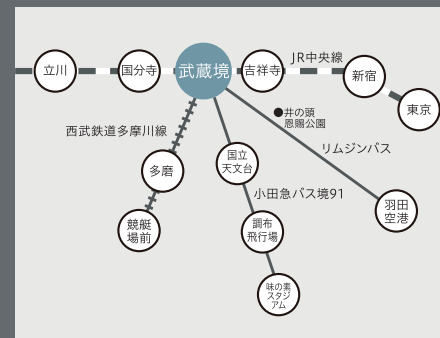 JR中央線
立川
国分寺
武蔵境
吉祥寺
新宿
東京
井の頭
恩賜公園
西武鉄道多摩川線
リムジンバス
国立
天文台
多磨
小田急バス境91
羽田
空港
競艇
場前
調布
飛行場
味の素
スタジ
アム